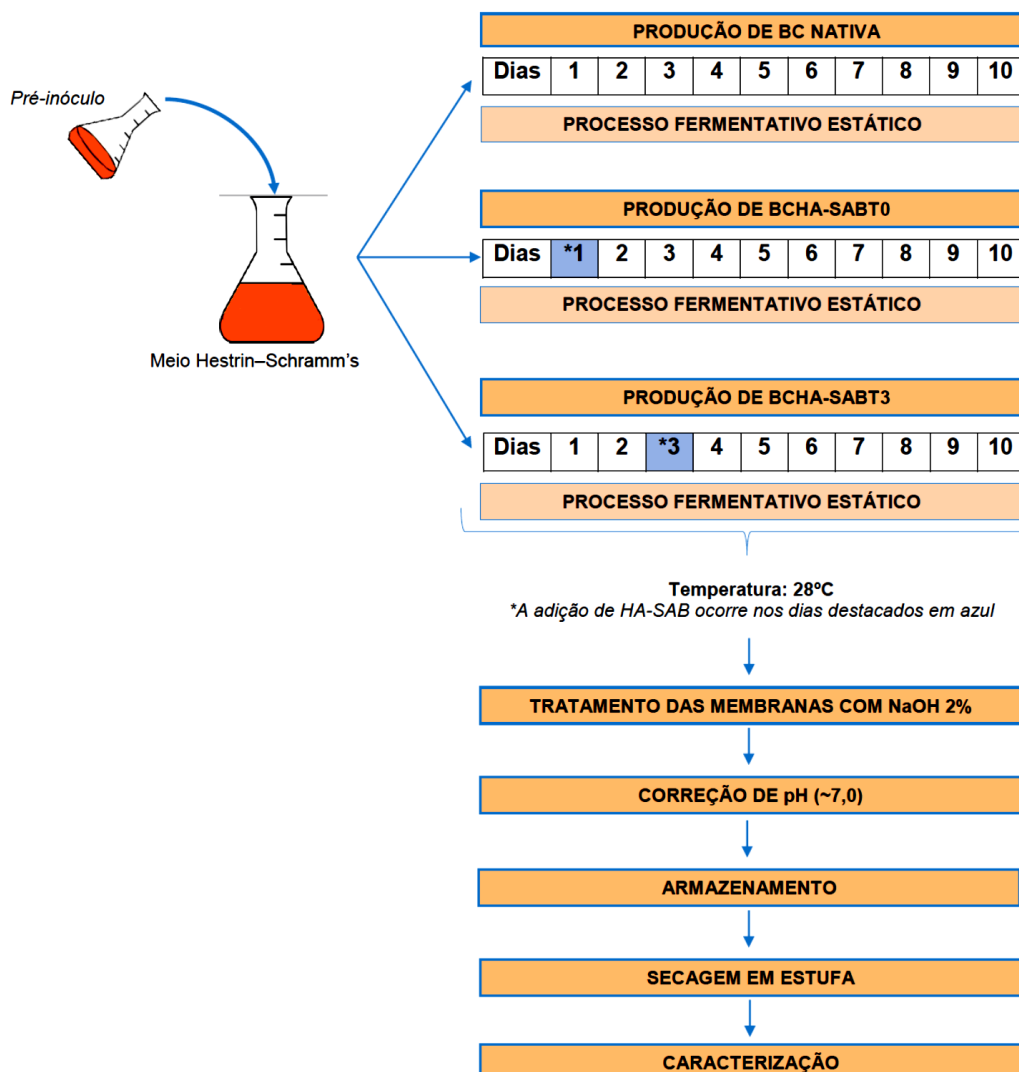 PRODUÇÃO DE BC NATIVA
Dias 1 2 3 4 5 6 7 8 9 10
PROCESSO FERMENTATIVO ESTÁTICO
Pré-inóculo
Meio Hestrin–Schramm's
PRODUÇÃO DE BCHA-SABT0
Dias *1 2 3 4 5 6 7 8 9 10
PROCESSO FERMENTATIVO ESTÁTICO
PRODUÇÃO DE BCHA-SABT3
Dias 1 2 *3 4 5 6 7 8 9 10
PROCESSO FERMENTATIVO ESTÁTICO
Temperatura: 28ºC
*A adição de HA-SAB ocorre nos dias destacados em azul
TRATAMENTO DAS MEMBRANAS COM NaOH 2%
CORREÇÃO DE pH (~7,0)
ARMAZENAMENTO
SECAGEM EM ESTUFA
CARACTERIZAÇÃO